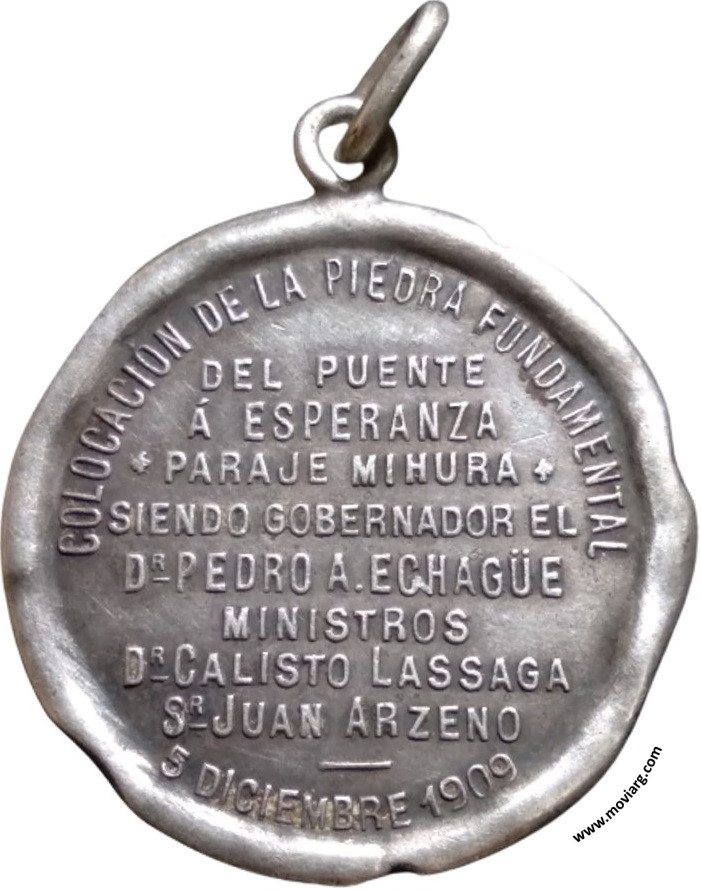 COLOCACIÓN DE LA PIEDRA FUNDAMENTAL
DEL PUENTE
Á ESPERANZA
PARAJE MIHURA
SIENDO GOBERNADOR EL
DR PEDRO A. ECHAGÜE
MINISTROS
DR CALISTO LASSAGA
SR JUAN ARZENO
5 DICIEMBRE 1909
www.moviarg.com